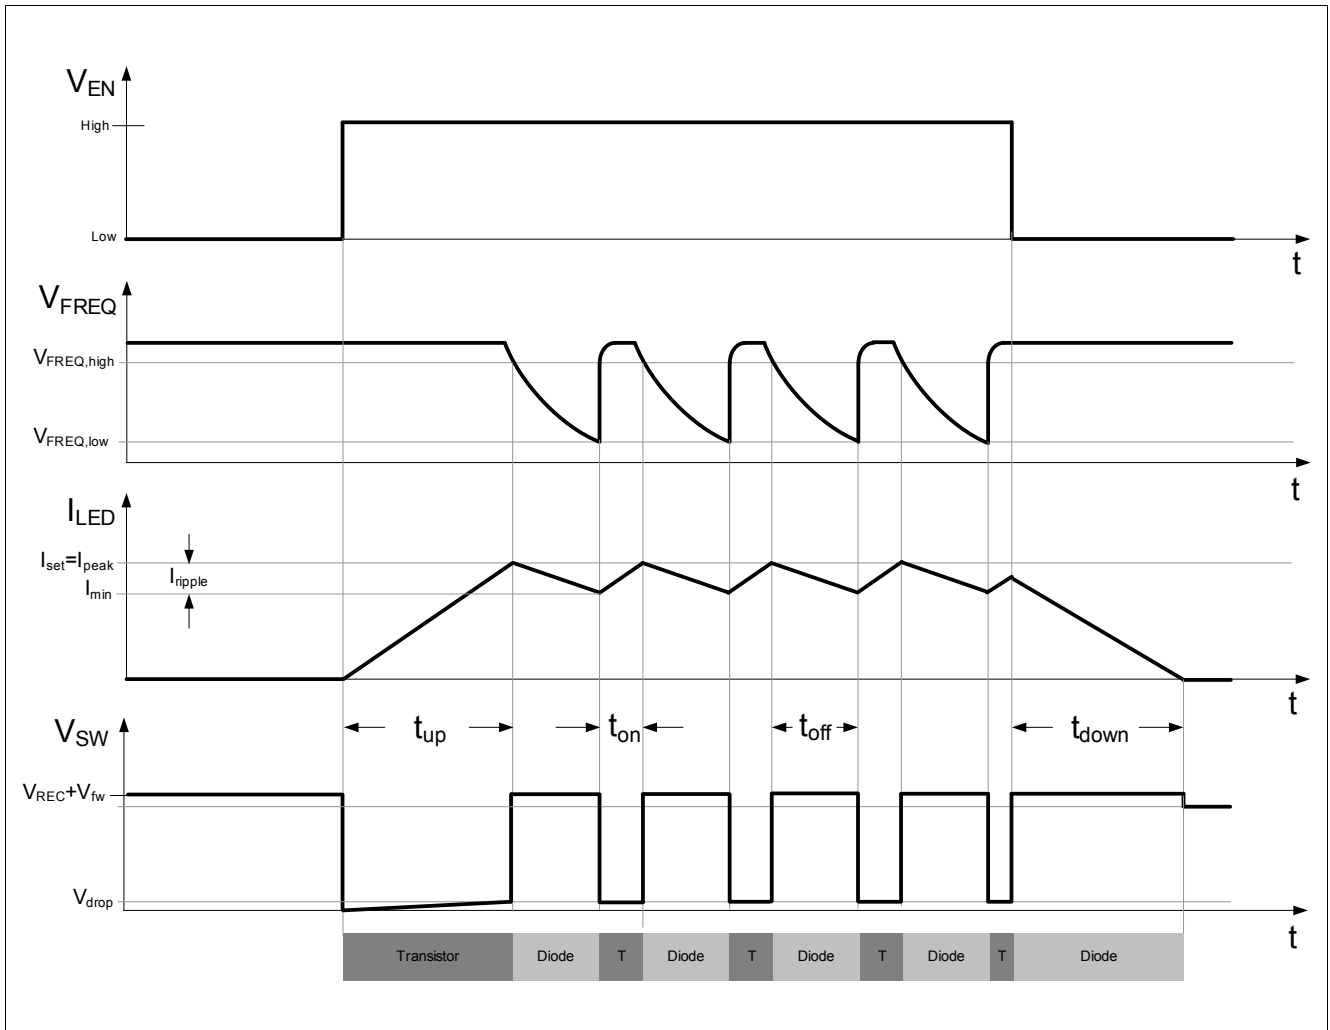 VEN
High
Low
t
VFREQ
VFREQ,high
VFREQ,low
t
ILED
Iset=Ipeak
Iripple
Imin
t
VSW
tup
ton
toff
tdown
VREC+Vfw
Vdrop
t
Transistor Diode T Diode T Diode T Diode T Diode